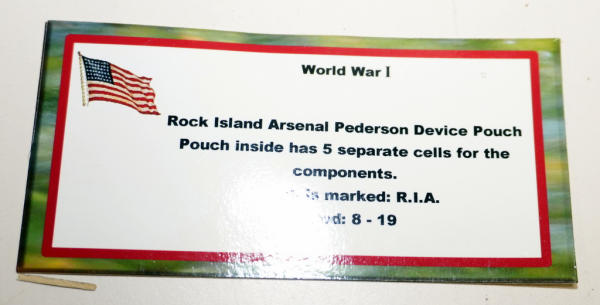 World War I
Rock Island Arsenal Pederson Device Pouch
Pouch inside has 5 separate cells for the
components.
is marked: R.I.A.
8 - 19